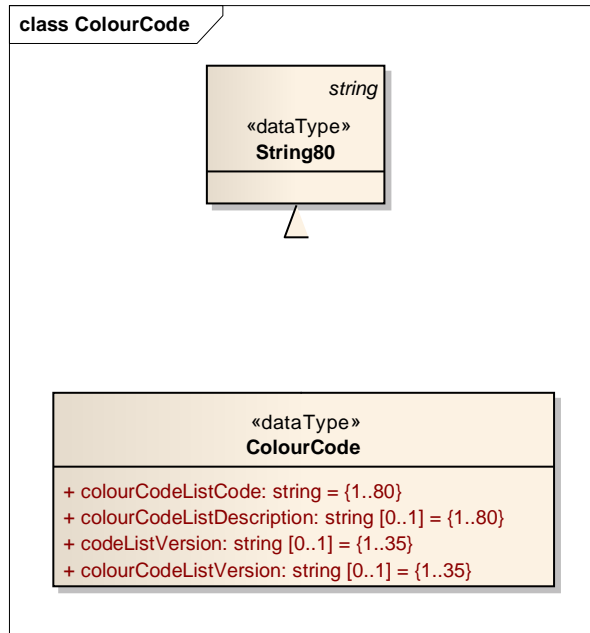 class ColourCode
string
«dataType»
String80
«dataType»
ColourCode
+ colourCodeListCode: string = {1..80}
+ colourCodeListDescription: string [0..1] = {1..80}
+ codeListVersion: string [0..1] = {1..35}
+ colourCodeListVersion: string [0..1] = {1..35}